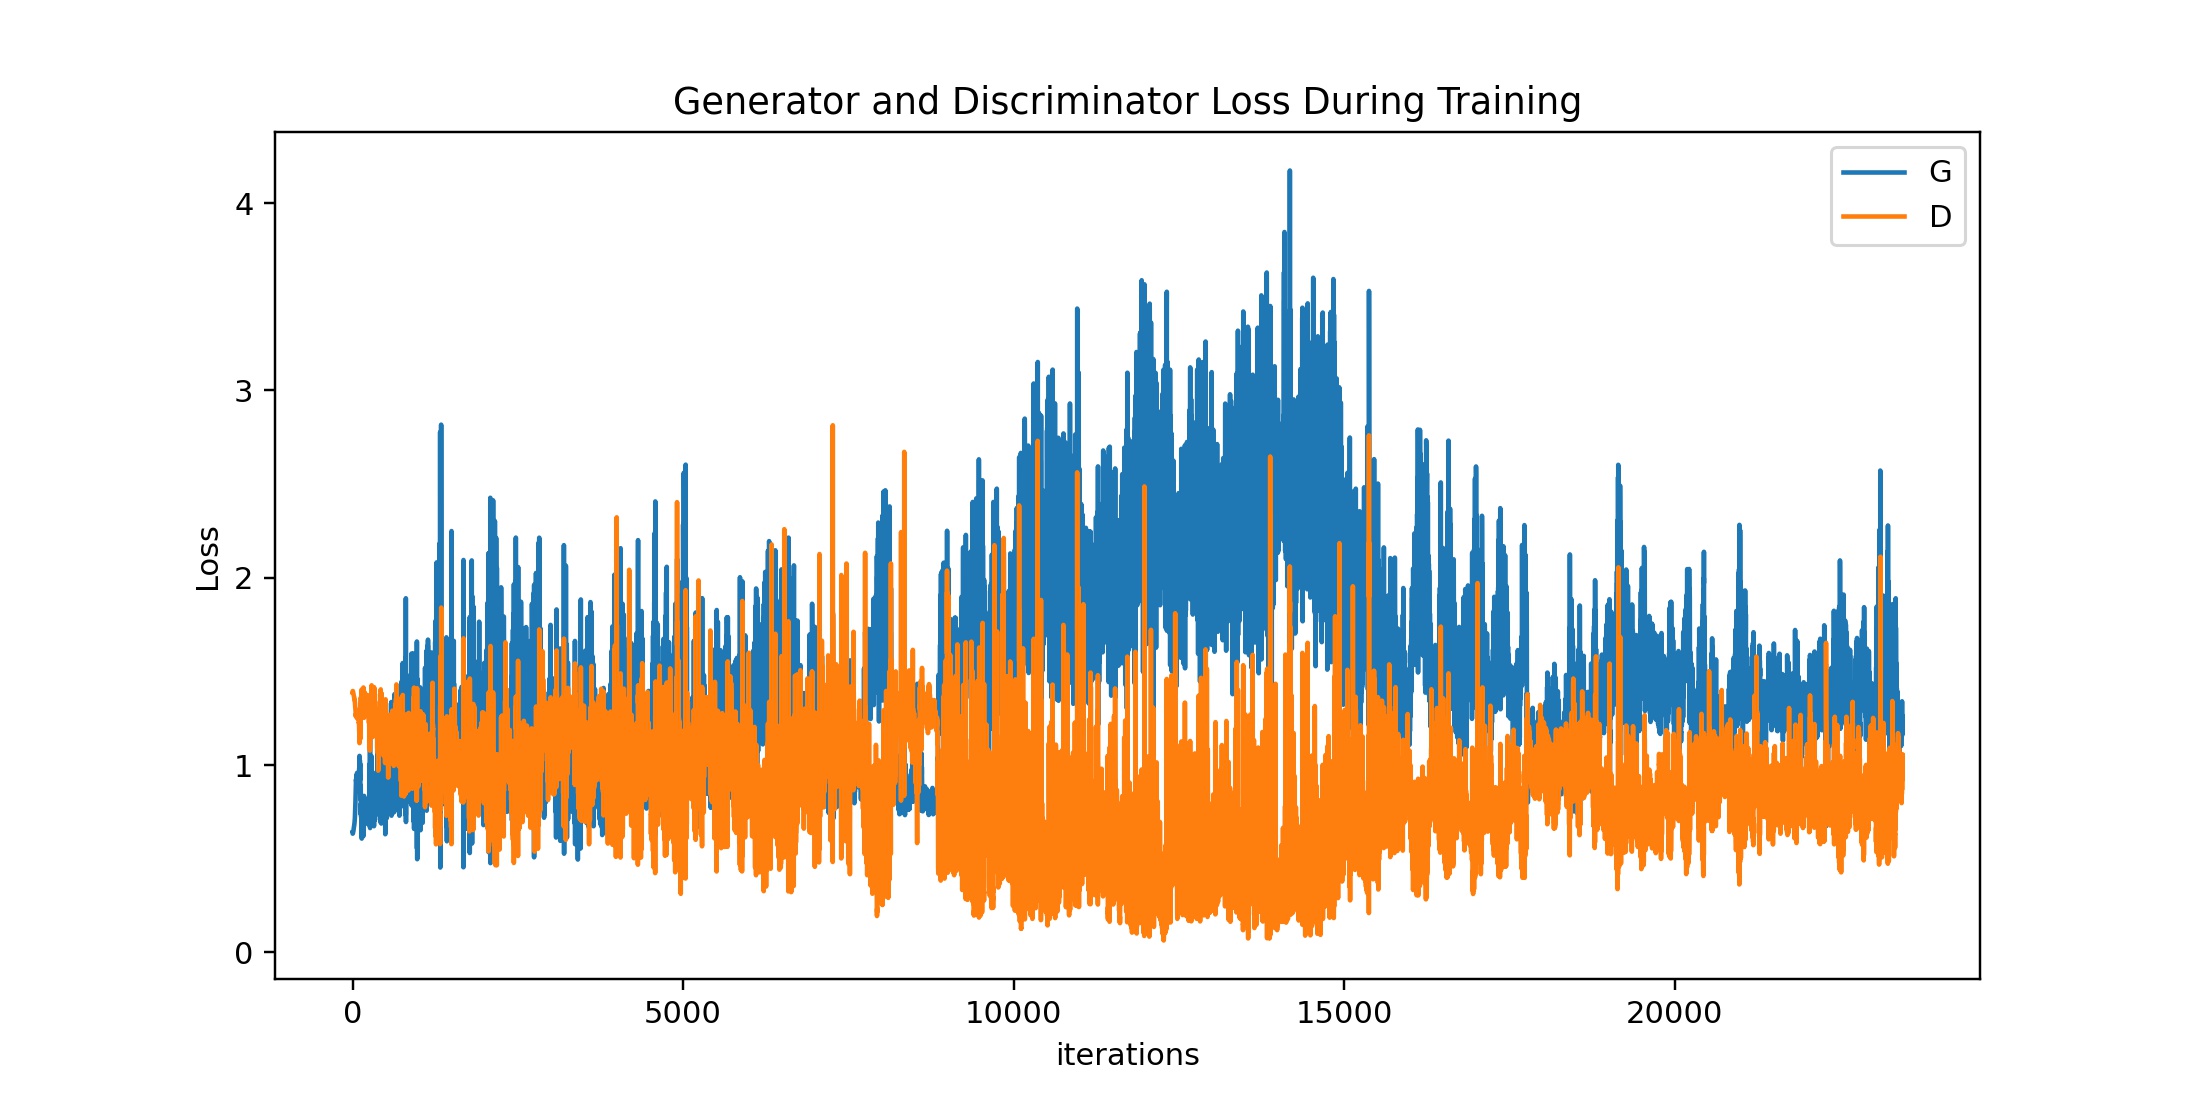 Generator and Discriminator Loss During Training
G
D
4
3
2
1
0
Loss
0 5000 10000 15000 20000
iterations